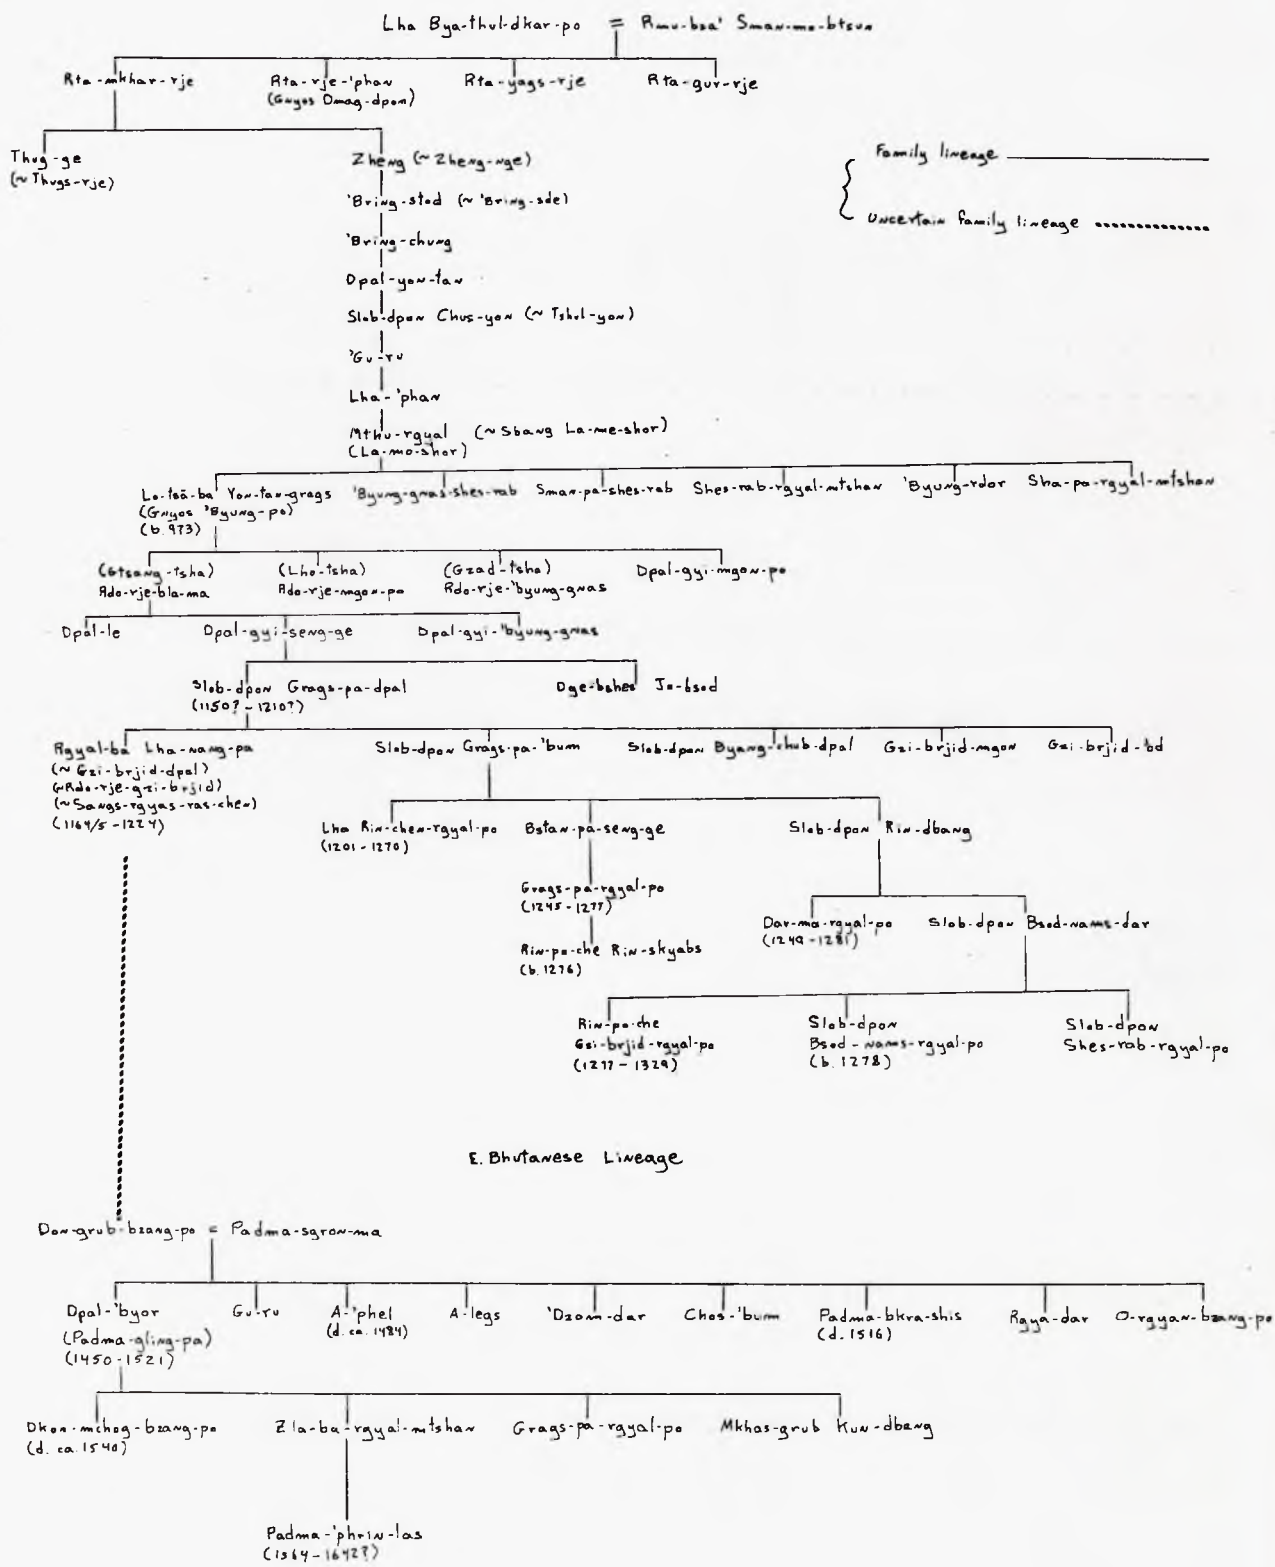 Lha Bya-thul-dkar-po = Rmu-bza' Sman-mo-btsun
Rta-mkhar-rje Rta-rje-'phan Rta-yags-rje Rta-gur-rje
(Gnyos Dmag-dpon)
Thug-ge Zheng (~ Zheng-nge) Family lineage
(~ Thugs-rje)
'Bring-stod (~ 'Bring-sde) Uncertain family lineage
'Bring-chung
Dpal-yon-tan
Slob-dpon Chus-yon (~ Tshul-yon)
'Gu-ru
Lha-'phan
Mthu-rgyal (~ Sbang La-me-shor)
(La-mo-shor)
Lo-tsā-ba Yon-tan-grags 'Byung-gnas-shes-rab Sman-pa-shes-rab Shes-rab-rgyal-mtshan 'Byung-rdor Sha-pa-rgyal-mtshan
(Gnyos 'Byung-po)
(b. 973)
(Gtsang-tsha) (Lho-tsha) (Gzad-tsha) Dpal-gyi-mgon-po
Rdo-rje-bla-ma Rdo-rje-mgon-po Rdo-rje-'byung-gnas
Dpal-le Dpal-gyi-seng-ge Dpal-gyi-'byung-gnas
Slob-dpon Grags-pa-dpal Dge-bshes Jo-bsod
(1150? - 1210?)
Rgyal-ba Lha-nang-pa Slob-dpon Grags-pa-'bum Slob-dpon Byang-chub-dpal Gzi-brjid-mgon Gzi-brjid-'od
(~ Gzi-brjid-dpal)
(~Rdo-rje-gzi-brjid)
(~Sangs-rgyas-ras-chen)
(1164/5 - 1224)
Lha Rin-chen-rgyal-po Bstan-pa-seng-ge Slob-dpon Rin-dbang
(1201 - 1270)
Grags-pa-rgyal-po
(1245 - 1277)
Dar-ma-rgyal-po Slob-dpon Bsod-nams-dar
(1249 - 1281)
Rin-po-che Rin-skyabs
(b. 1276)
Rin-po-che Slob-dpon Slob-dpon
Gzi-brjid-rgyal-po Bsod-nams-rgyal-po Shes-rab-rgyal-po
(1277 - 1329) (b. 1278)
E. Bhutanese Lineage
Don-grub-bzang-po = Padma-sgron-ma
Dpal-'byor Gu-ru A-'phel A-legs 'Dzom-dar Chos-'bum Padma-bkra-shis Rgya-dar O-rgyan-bzang-po
(Padma-gling-pa) (d. ca. 1484) (d. 1516)
(1450 - 1521)
Dkon-mchog-bzang-po Zla-ba-rgyal-mtshan Grags-pa-rgyal-po Mkhas-grub Kun-dbang
(d. ca. 1540)
Padma-'phrin-las
(1564 - 1642?)